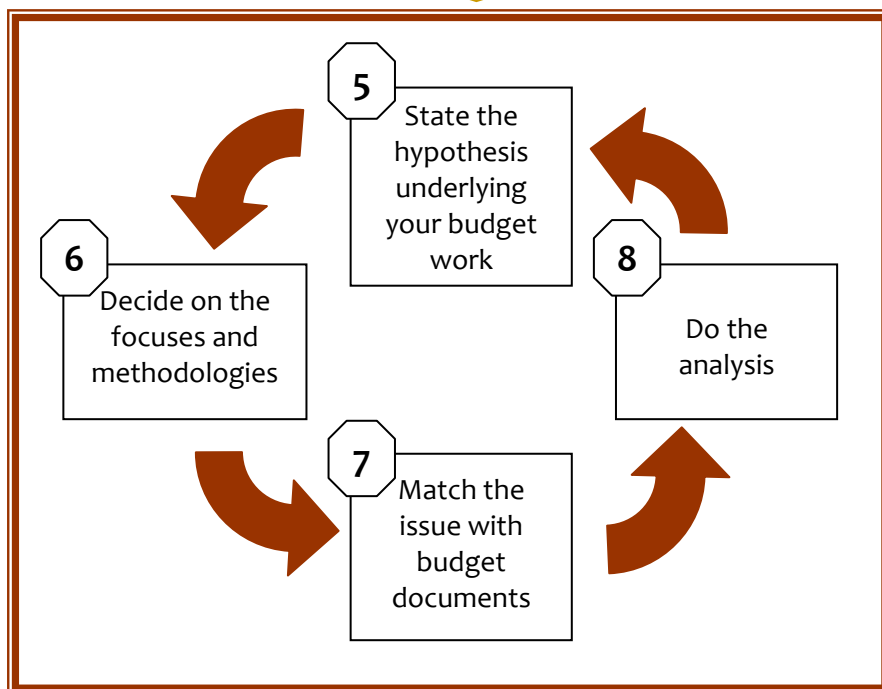 5
State the
hypothesis
underlying
your budget
work
6
Decide on the
focuses and
methodologies
7
Match the
issue with
budget
documents
8
Do the
analysis